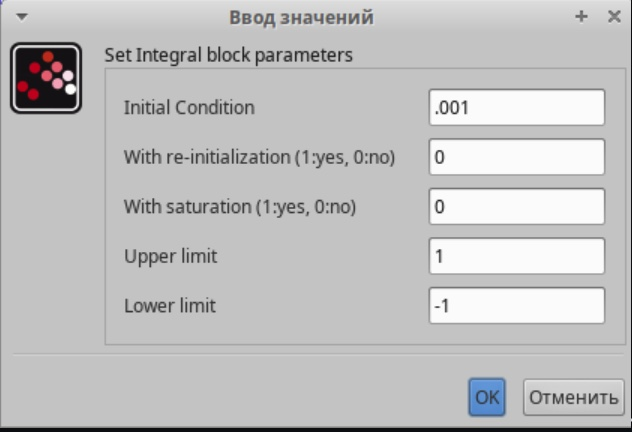 Ввод значений
Set Integral block parameters
Initial Condition .001
With re-initialization (1:yes, 0:no) 0
With saturation (1:yes, 0:no) 0
Upper limit 1
Lower limit -1
OK Отменить